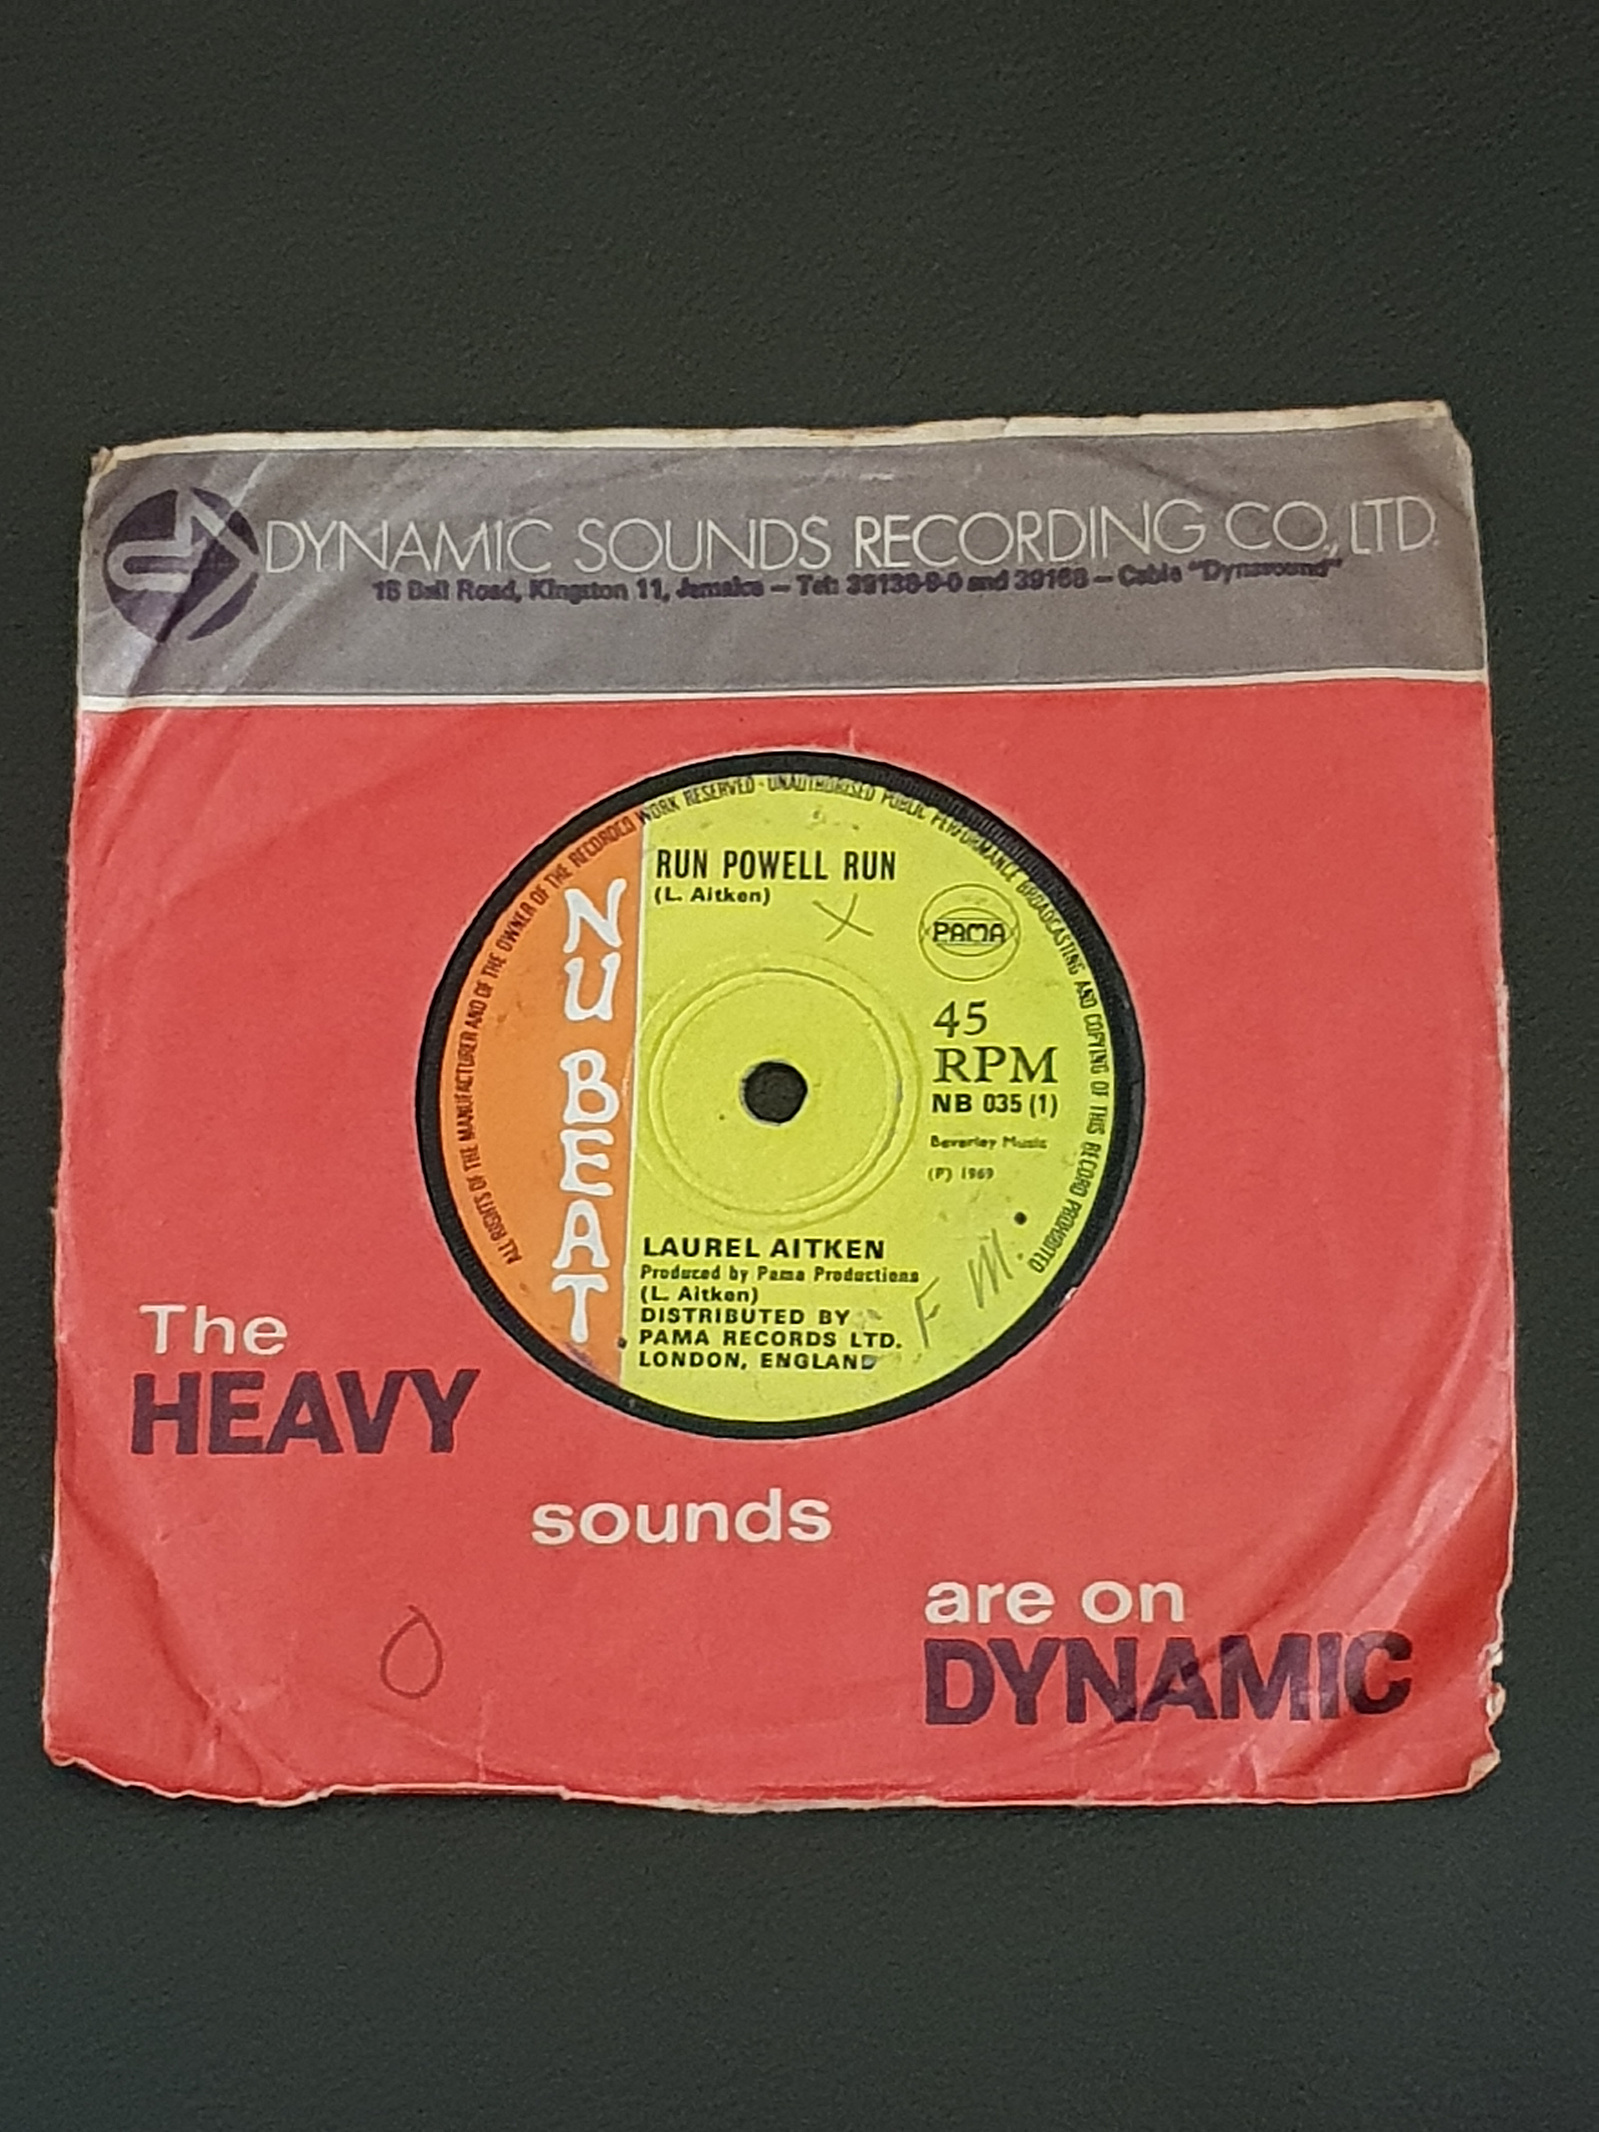 DYNAMIC SOUNDS RECORDING CO., LTD.
15 Bell Road, Kingston 11, Jamaica – Tel: 39138-9-0 and 39168 – Cable "Dynasound"
ALL RIGHTS OF THE MANUFACTURER AND OF THE OWNER OF THE RECORDED WORK RESERVED · UNAUTHORISED PUBLIC PERFORMANCE BROADCASTING AND COPYING OF THIS RECORD PROHIBITED
NU BEAT
RUN POWELL RUN
(L. Aitken)
X
PAMA
45
RPM
NB 035 (1)
Beverley Music
(P) 1969
LAUREL AITKEN
Produced by Pama Productions
(L. Aitken)
DISTRIBUTED BY
PAMA RECORDS LTD.
LONDON, ENGLAND
F M.
The
HEAVY
sounds
are on
DYNAMIC